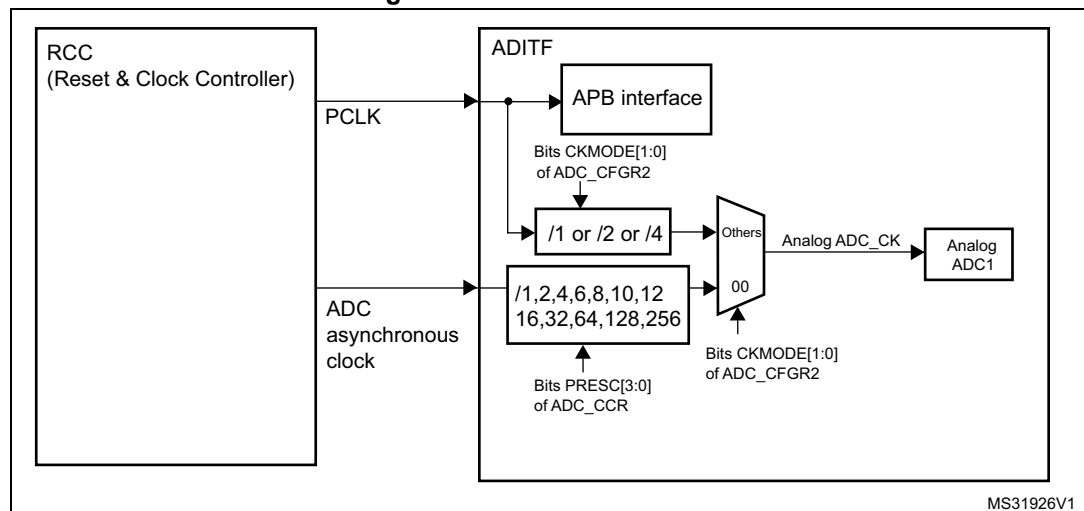 RCC
(Reset & Clock Controller)
ADITF
APB interface
PCLK
Bits CKMODE[1:0]
of ADC_CFGR2
/1 or /2 or /4
Others
Analog ADC_CK
Analog
ADC1
00
/1,2,4,6,8,10,12
16,32,64,128,256
ADC
asynchronous
clock
Bits CKMODE[1:0]
of ADC_CFGR2
Bits PRESC[3:0]
of ADC_CCR
MS31926V1